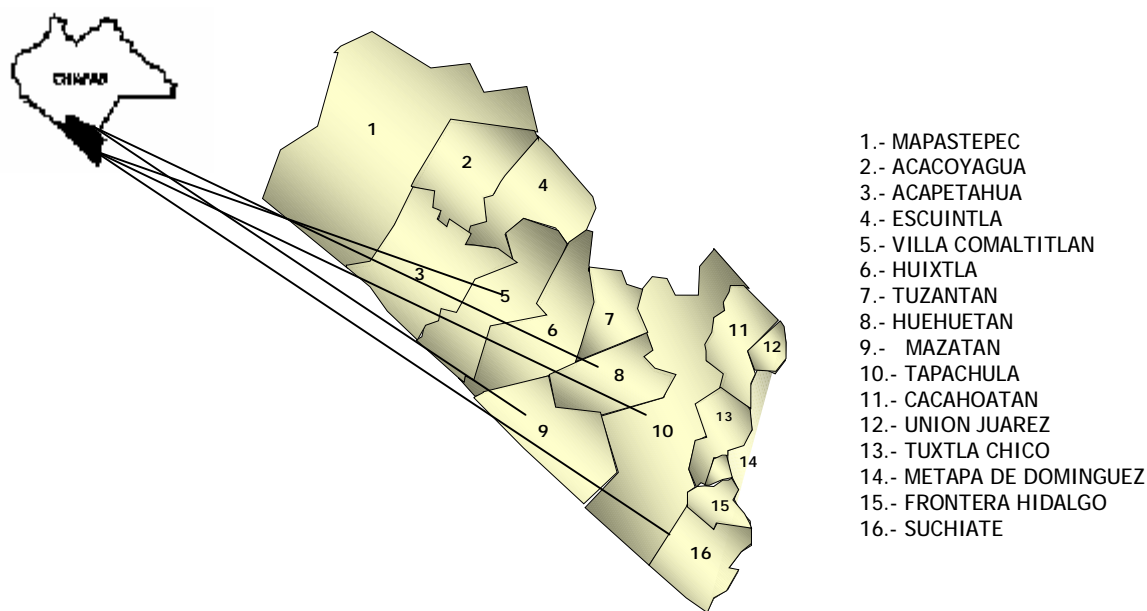 CHIAPAS
1
2
4
3
5
6
7
8
9
10
11
12
13
14
15
16
1.- MAPASTEPEC
2.- ACACOYAGUA
3.- ACAPETAHUA
4.- ESCUINTLA
5.- VILLA COMALTITLAN
6.- HUIXTLA
7.- TUZANTAN
8.- HUEHUETAN
9.- MAZATAN
10.- TAPACHULA
11.- CACAHOATAN
12.- UNION JUAREZ
13.- TUXTLA CHICO
14.- METAPA DE DOMINGUEZ
15.- FRONTERA HIDALGO
16.- SUCHIATE